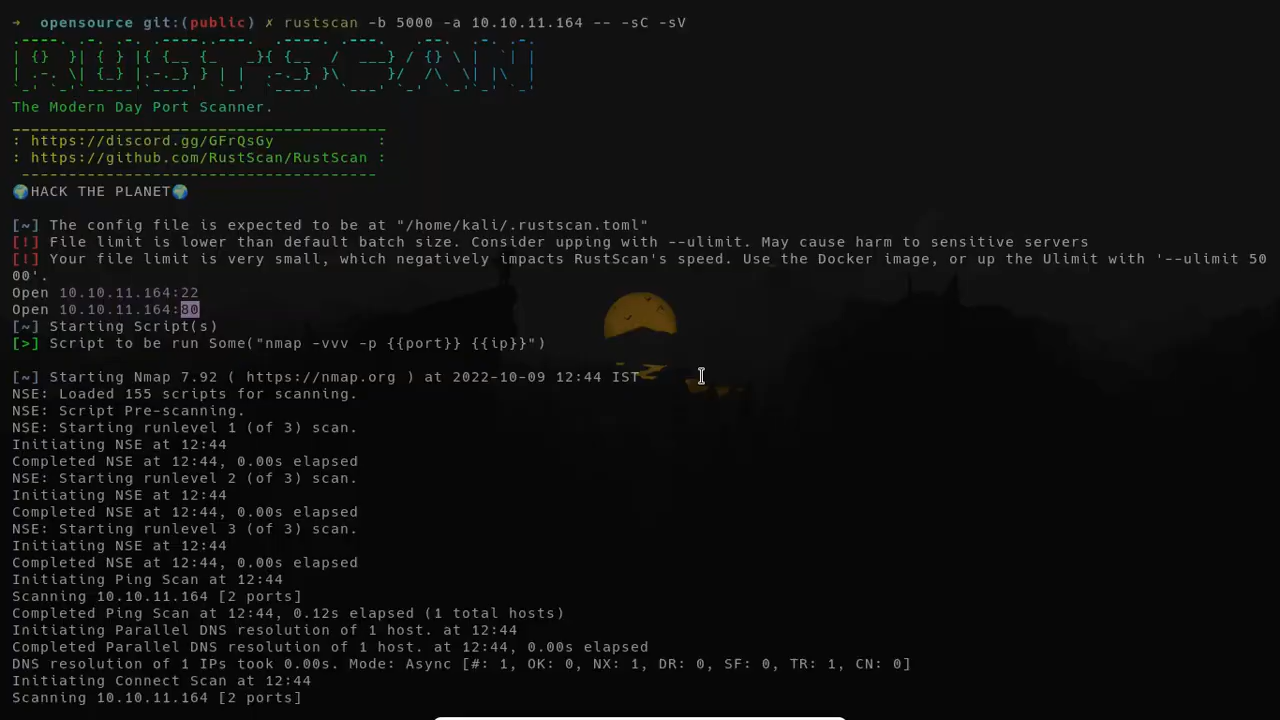 → opensource git:(public) ✗ rustscan -b 5000 -a 10.10.11.164 -- -sC -sV
.----. .-. .-. .----..---.  .----. .---.   .--.  .-. .-.
| {}  }| { } |{ {__ {_   _}{ {__  /  ___} / {} \ |  `| |
| .-. \| {_} |.-._} } | |  .-._} }\     }/  /\  \| |\  |
`-' `-'`-----'`----'  `-'  `----'  `---' `-'  `-'`-' `-'
The Modern Day Port Scanner.
________________________________________
: https://discord.gg/GFrQsGy           :
: https://github.com/RustScan/RustScan :
 --------------------------------------
🌍HACK THE PLANET🌍
[~] The config file is expected to be at "/home/kali/.rustscan.toml"
[!] File limit is lower than default batch size. Consider upping with --ulimit. May cause harm to sensitive servers
[!] Your file limit is very small, which negatively impacts RustScan's speed. Use the Docker image, or up the Ulimit with '--ulimit 50
00'.
Open 10.10.11.164:22
Open 10.10.11.164:80
[~] Starting Script(s)
[>] Script to be run Some("nmap -vvv -p {{port}} {{ip}}")
[~] Starting Nmap 7.92 ( https://nmap.org ) at 2022-10-09 12:44 IST
NSE: Loaded 155 scripts for scanning.
NSE: Script Pre-scanning.
NSE: Starting runlevel 1 (of 3) scan.
Initiating NSE at 12:44
Completed NSE at 12:44, 0.00s elapsed
NSE: Starting runlevel 2 (of 3) scan.
Initiating NSE at 12:44
Completed NSE at 12:44, 0.00s elapsed
NSE: Starting runlevel 3 (of 3) scan.
Initiating NSE at 12:44
Completed NSE at 12:44, 0.00s elapsed
Initiating Ping Scan at 12:44
Scanning 10.10.11.164 [2 ports]
Completed Ping Scan at 12:44, 0.12s elapsed (1 total hosts)
Initiating Parallel DNS resolution of 1 host. at 12:44
Completed Parallel DNS resolution of 1 host. at 12:44, 0.00s elapsed
DNS resolution of 1 IPs took 0.00s. Mode: Async [#: 1, OK: 0, NX: 1, DR: 0, SF: 0, TR: 1, CN: 0]
Initiating Connect Scan at 12:44
Scanning 10.10.11.164 [2 ports]